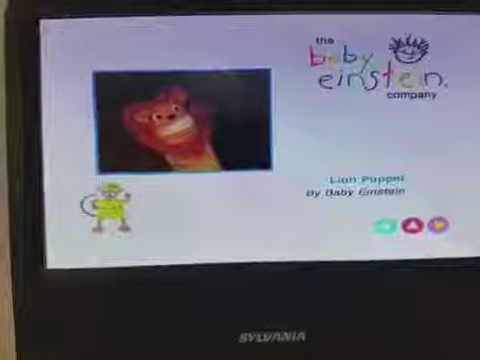 the
baby
einstein.
company
Lion Puppet
By Baby Einstein
SYLVANIA